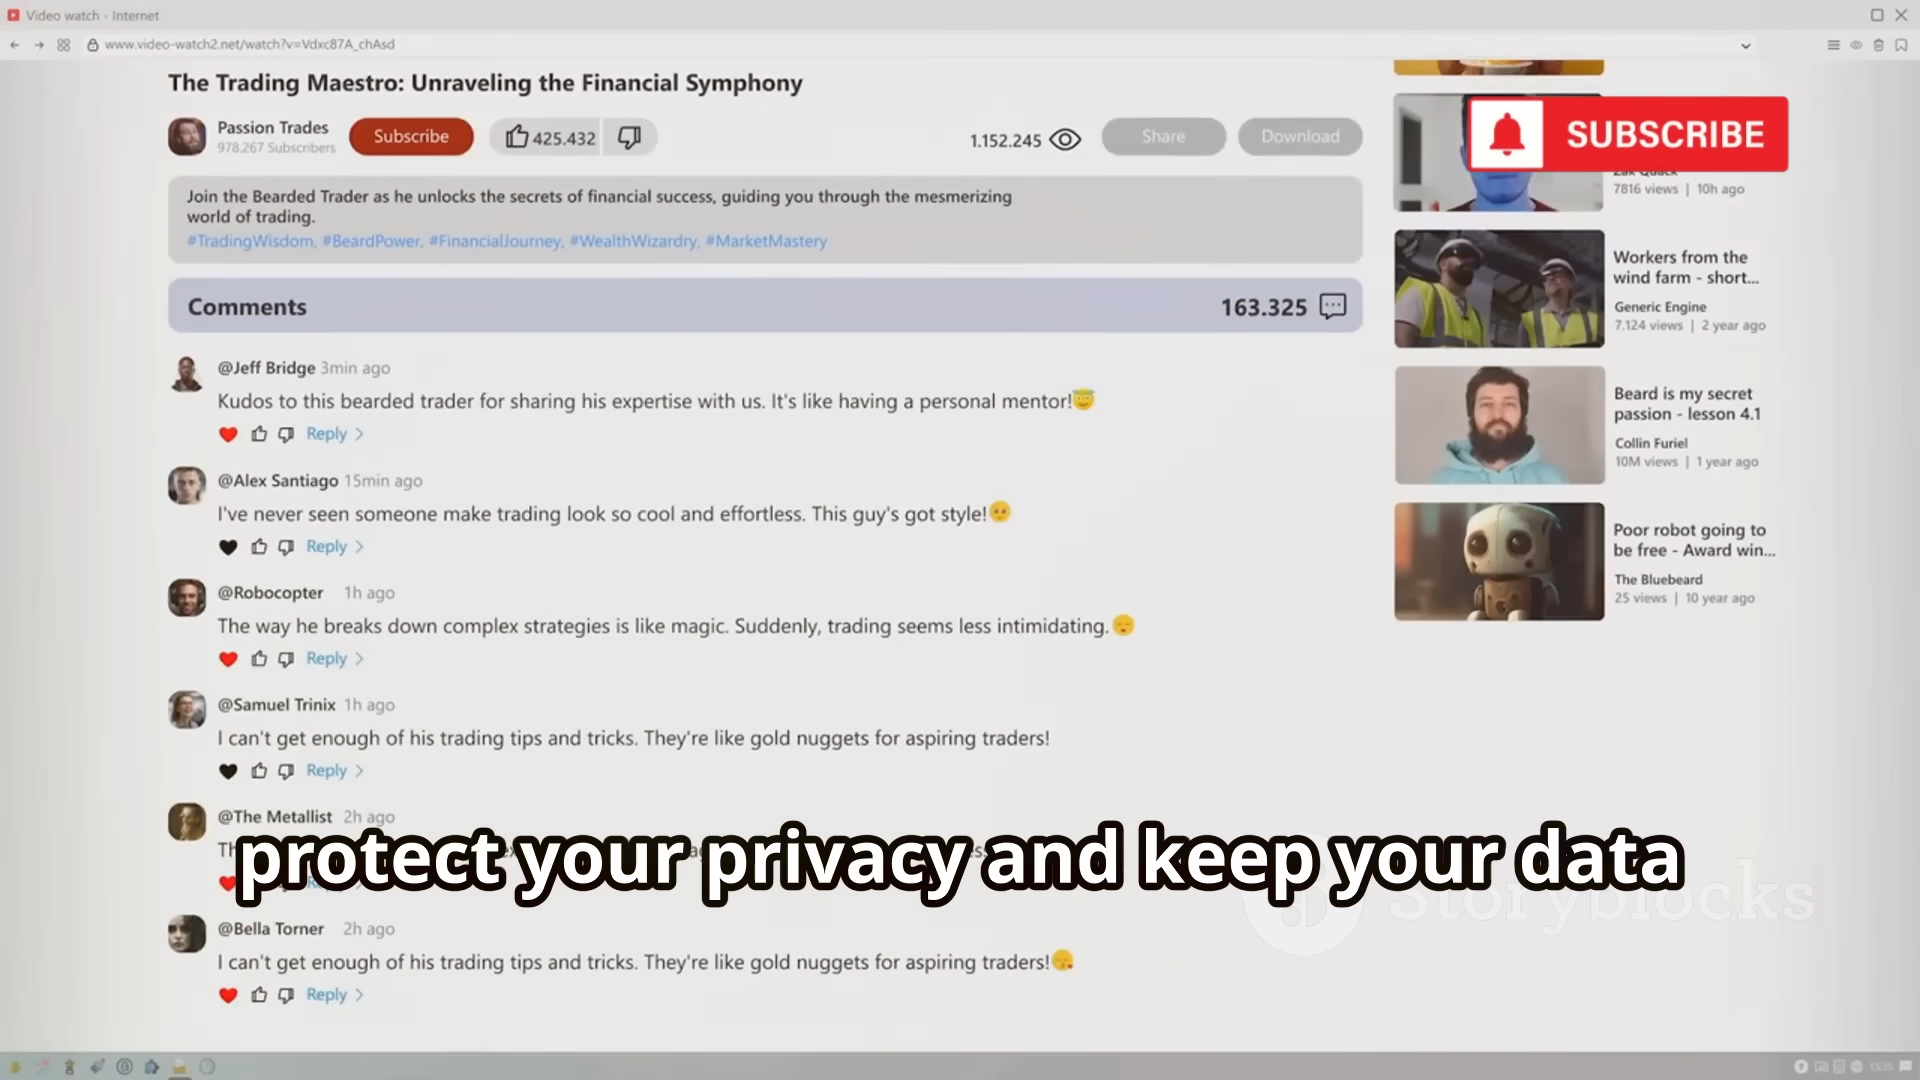 Video watch - Internet
www.video-watch2.net/watch?v=Vdxc87A_chAsd
The Trading Maestro: Unraveling the Financial Symphony
Passion Trades
978.267 Subscribers
Subscribe
425.432
1.152.245
Share
Download
Join the Bearded Trader as he unlocks the secrets of financial success, guiding you through the mesmerizing
world of trading.
#TradingWisdom, #BeardPower, #FinancialJourney, #WealthWizardry, #MarketMastery
Comments
163.325
@Jeff Bridge 3min ago
Kudos to this bearded trader for sharing his expertise with us. It's like having a personal mentor!
Reply
@Alex Santiago 15min ago
I've never seen someone make trading look so cool and effortless. This guy's got style!
Reply
@Robocopter 1h ago
The way he breaks down complex strategies is like magic. Suddenly, trading seems less intimidating.
Reply
@Samuel Trinix 1h ago
I can't get enough of his trading tips and tricks. They're like gold nuggets for aspiring traders!
Reply
@The Metallist 2h ago
protect your privacy and keep your data
Storyblocks
@Bella Torner 2h ago
I can't get enough of his trading tips and tricks. They're like gold nuggets for aspiring traders!
Reply
SUBSCRIBE
7816 views | 10h ago
Workers from the
wind farm - short...
Generic Engine
7.124 views | 2 year ago
Beard is my secret
passion - lesson 4.1
Collin Furiel
10M views | 1 year ago
Poor robot going to
be free - Award win...
The Bluebeard
25 views | 10 year ago